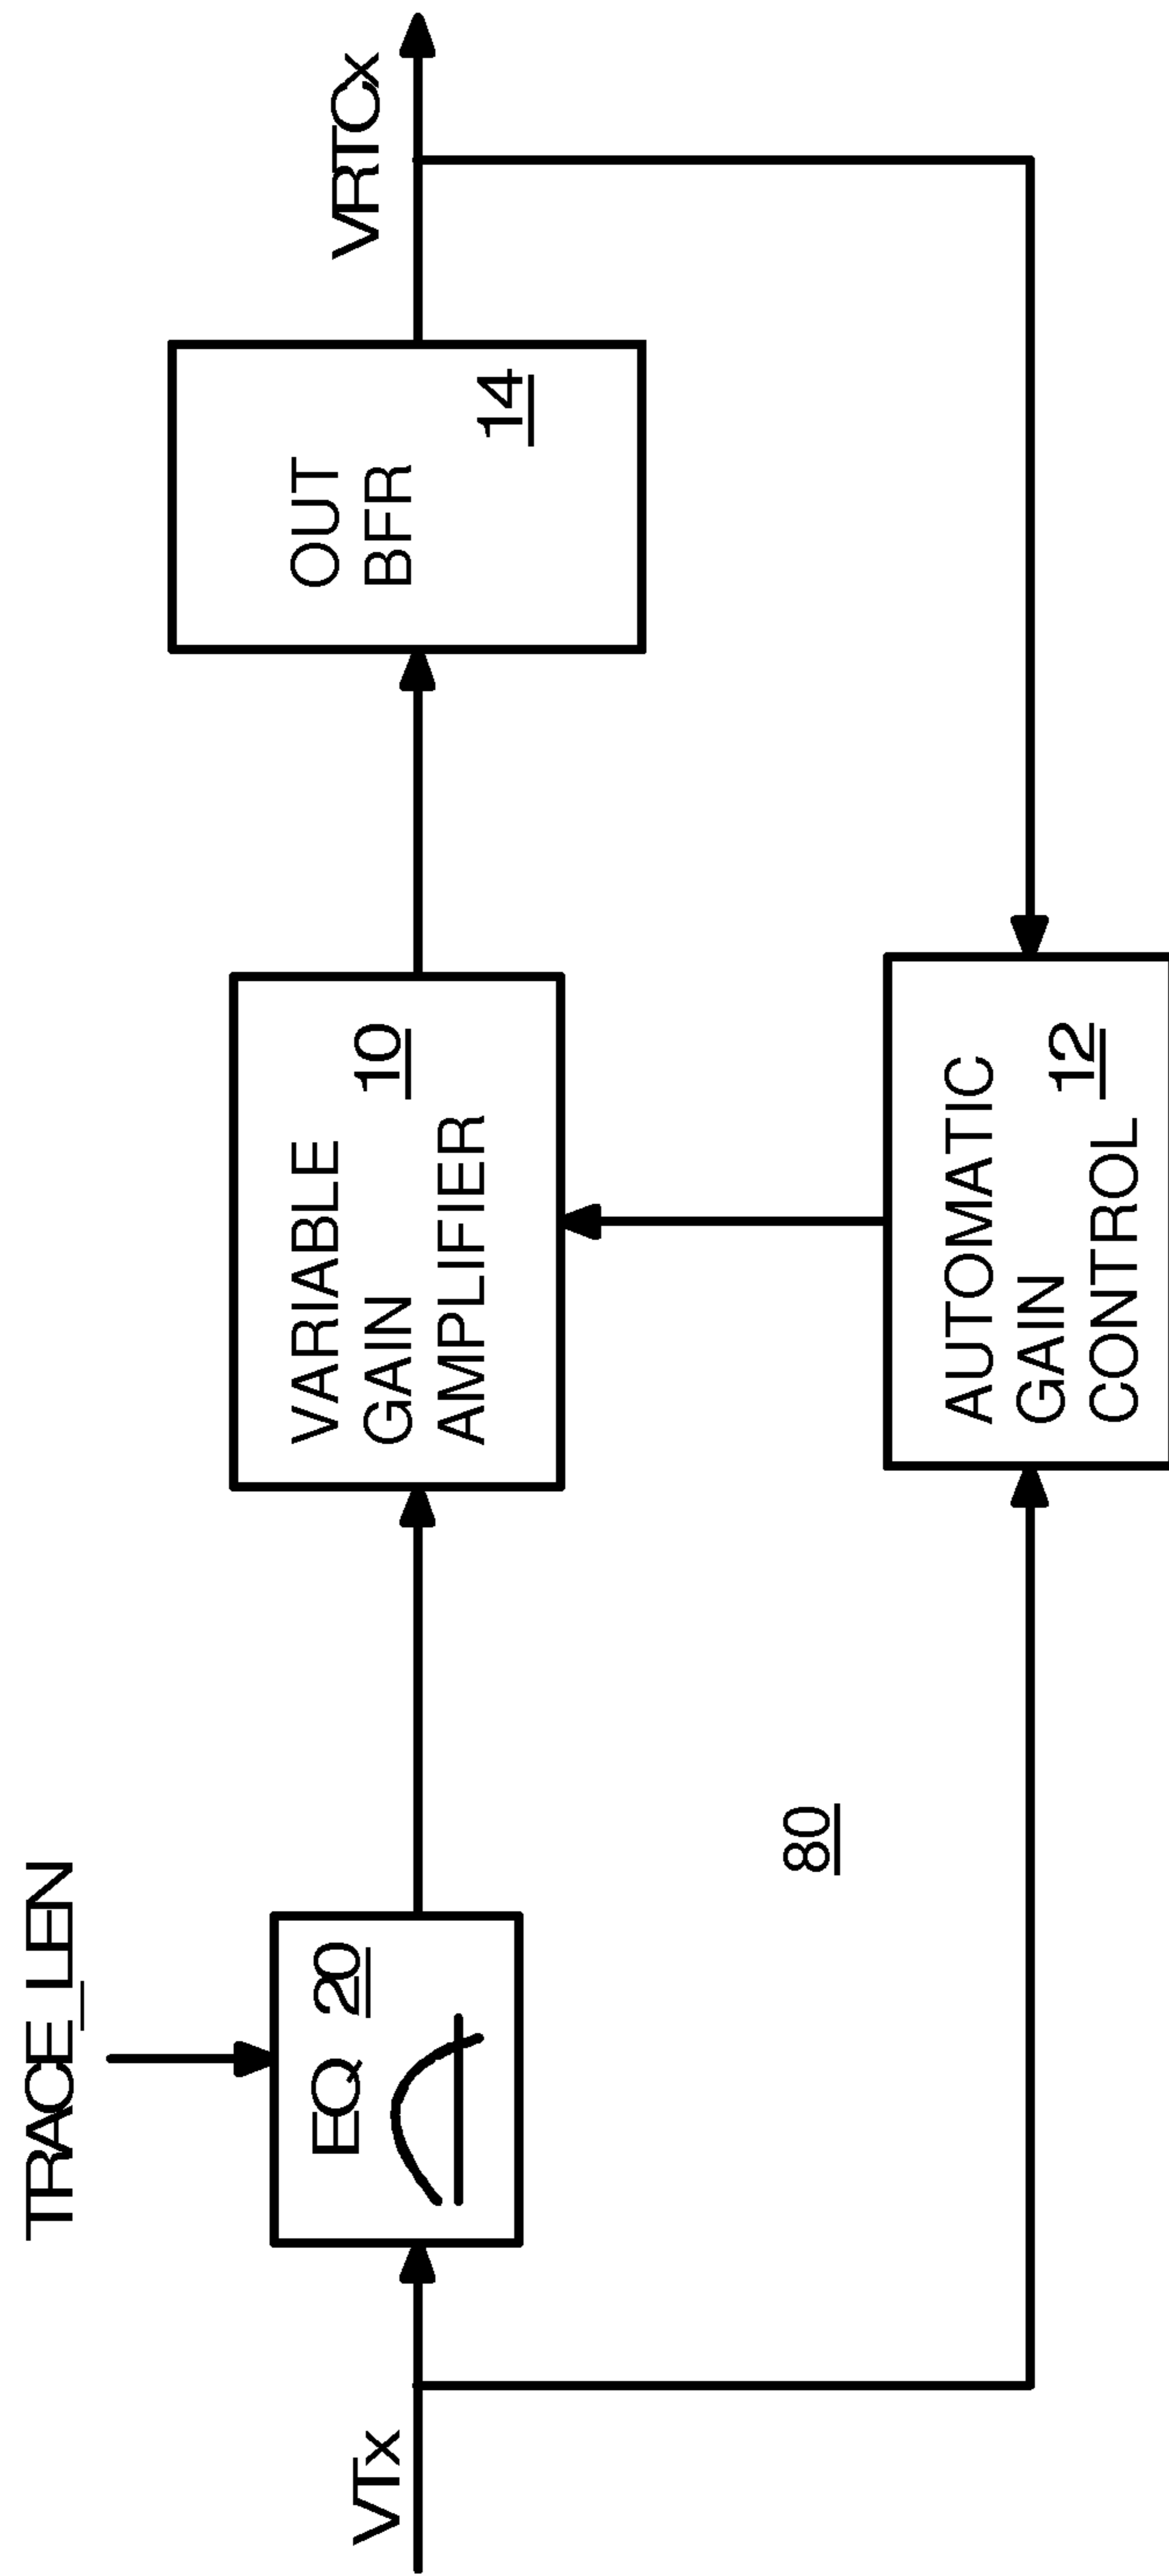 TRACE_LEN
VTx
EQ 20
VARIABLE
GAIN 10
AMPLIFIER
OUT
BFR
14
VRTCx
80
AUTOMATIC
GAIN 12
CONTROL